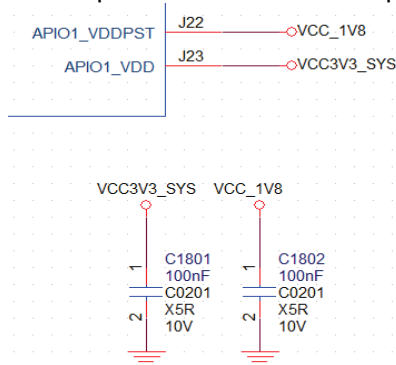 APIO1_VDDPST J22 VCC_1V8
APIO1_VDD J23 VCC3V3_SYS
VCC3V3_SYS VCC_1V8
1 C1801 1 C1802
100nF 100nF
C0201 C0201
2 X5R 2 X5R
10V 10V